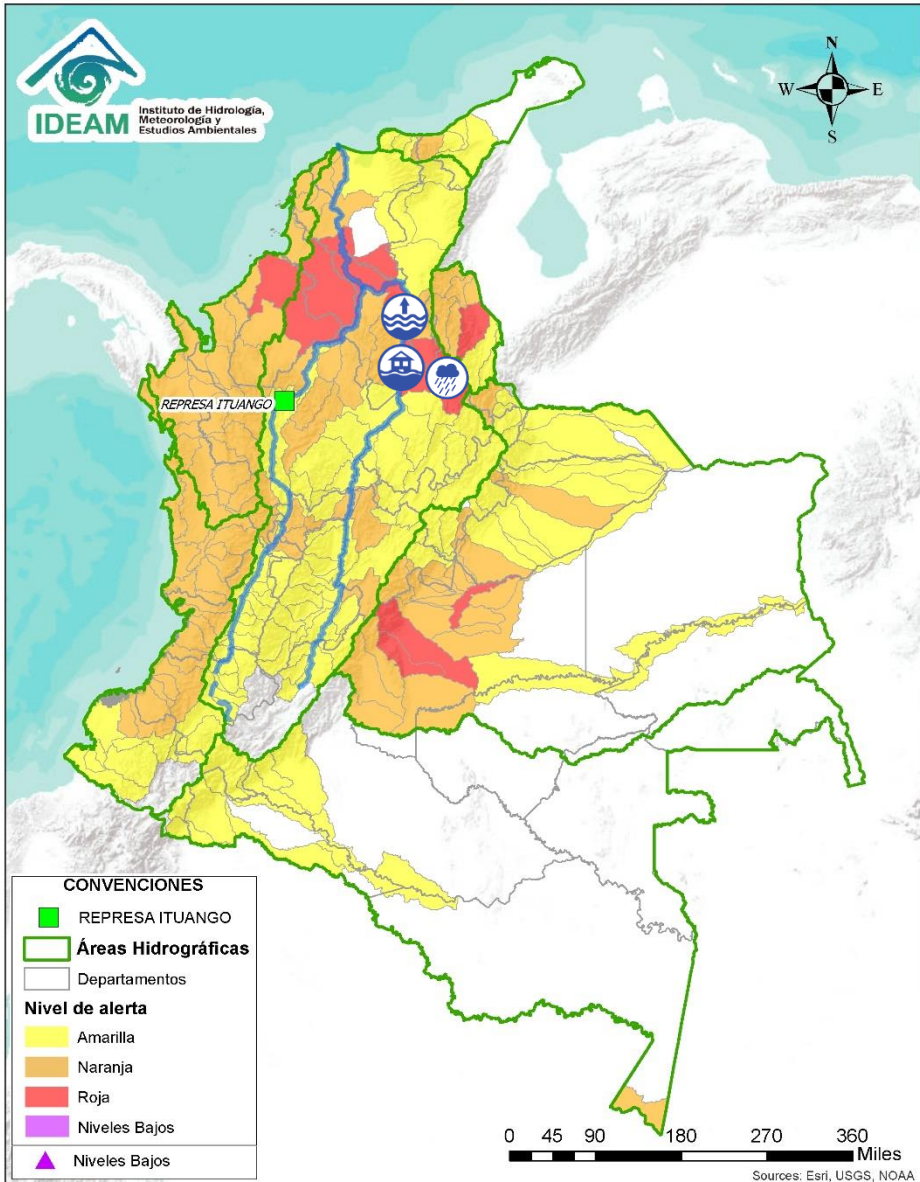 IDEAM
Instituto de Hidrología,
Meteorología y
Estudios Ambientales
N
W
E
S
REPRESA ITUANGO
CONVENCIONES
REPRESA ITUANGO
Áreas Hidrográficas
Departamentos
Nivel de alerta
Amarilla
Naranja
Roja
Niveles Bajos
Niveles Bajos
0 45 90 180 270 360
Miles
Sources: Esri, USGS, NOAA